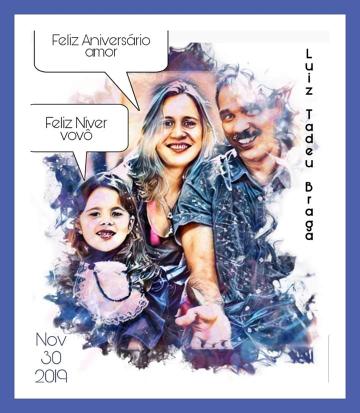 Feliz Aniversário
amor
Feliz Niver
vovô
Luiz Tadeu Braga
Nov
30
2019